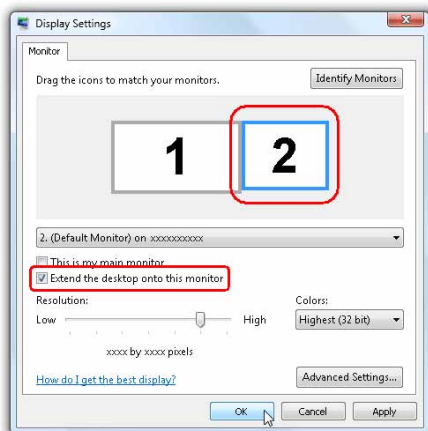 Display Settings
Monitor
Drag the icons to match your monitors.
Identify Monitors
1
2
2. (Default Monitor) on xxxxxxxxxx
This is my main monitor
Extend the desktop onto this monitor
Resolution:
Colors:
Low
High
Highest (32 bit)
xxxx by xxxx pixels
How do I get the best display?
Advanced Settings...
OK
Cancel
Apply